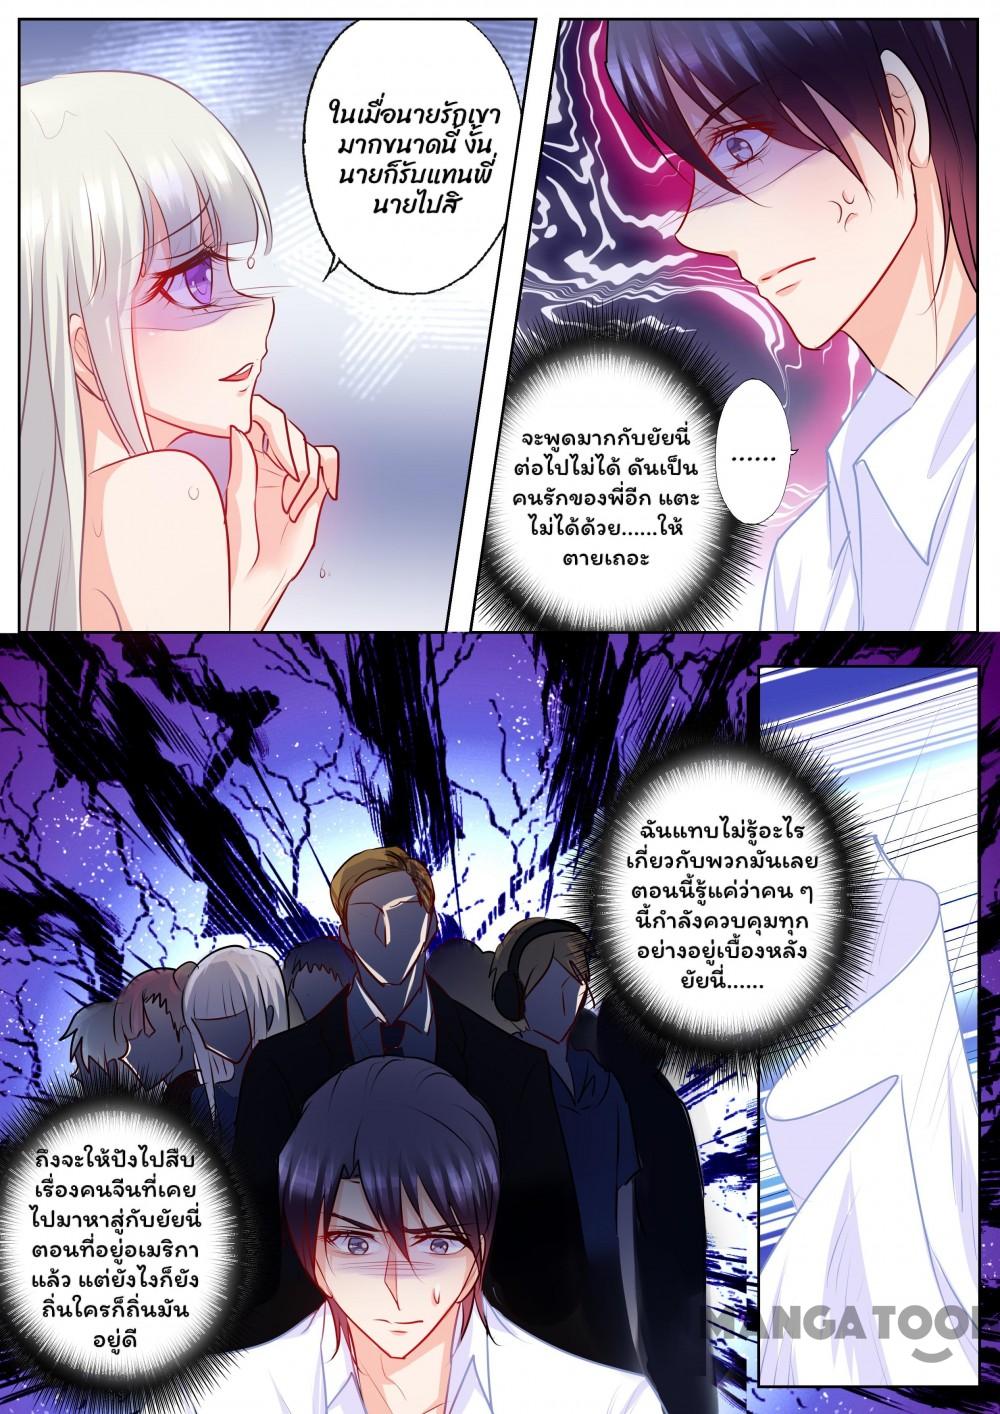 ในเมื่อนายรักเขา
มากขนาดนี้ งั้น
นายก็รับแทนพี่
นายไปสิ
......
จะพูดมากกับยัยนี่
ต่อไปไม่ได้ ดันเป็น
คนรักของพี่อีก แตะ
ไม่ได้ด้วย......ให้
ตายเถอะ
ฉันแทบไม่รู้อะไร
เกี่ยวกับพวกมันเลย
ตอนนี้รู้แค่ว่าคน ๆ
นี้กำลังควบคุมทุก
อย่างอยู่เบื้องหลัง
ยัยนี่......
ถึงจะให้ปังไปสืบ
เรื่องคนจีนที่เคย
ไปมาหาสู่กับยัยนี่
ตอนที่อยู่อเมริกา
แล้ว แต่ยังไงก็ยัง
ถิ่นใครก็ถิ่นมัน
อยู่ดี
MANGATOON